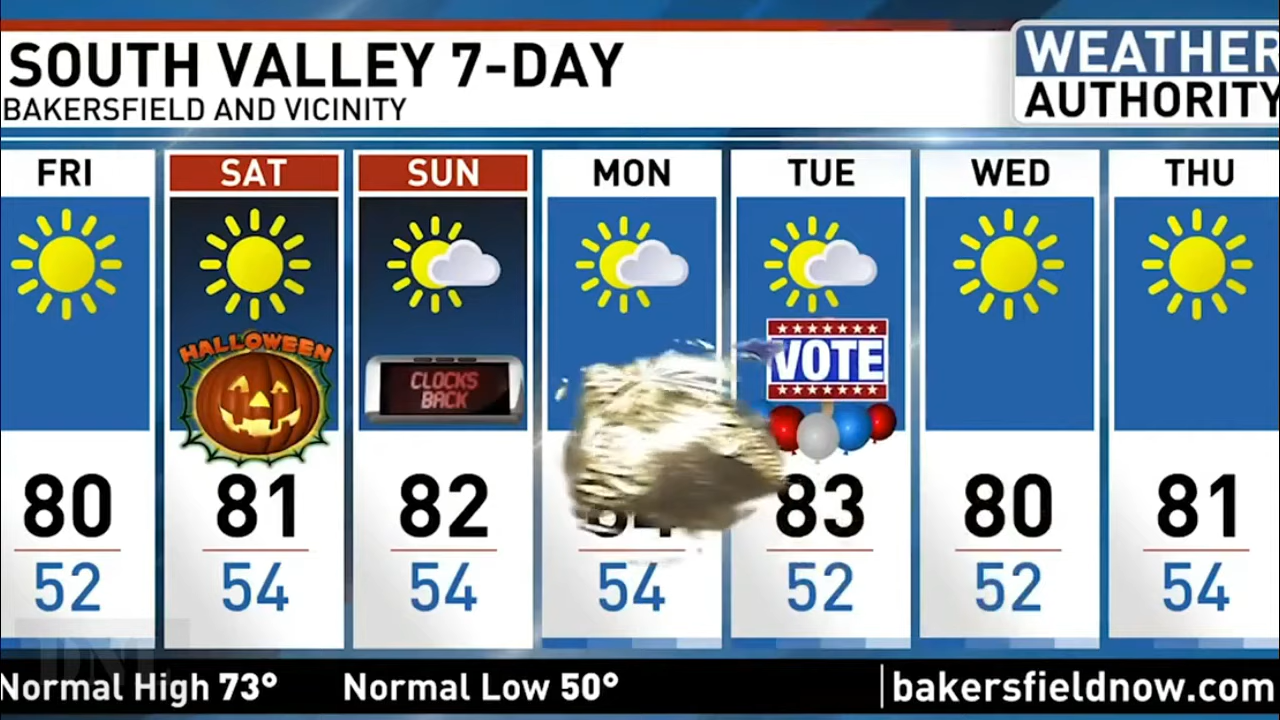 SOUTH VALLEY 7-DAY
BAKERSFIELD AND VICINITY
WEATHER
AUTHORITY
FRI SAT SUN MON TUE WED THU
HALLOWEEN
CLOCKS
BACK
VOTE
80 81 82 84 83 80 81
52 54 54 54 52 52 54
Normal High 73° Normal Low 50° bakersfieldnow.com